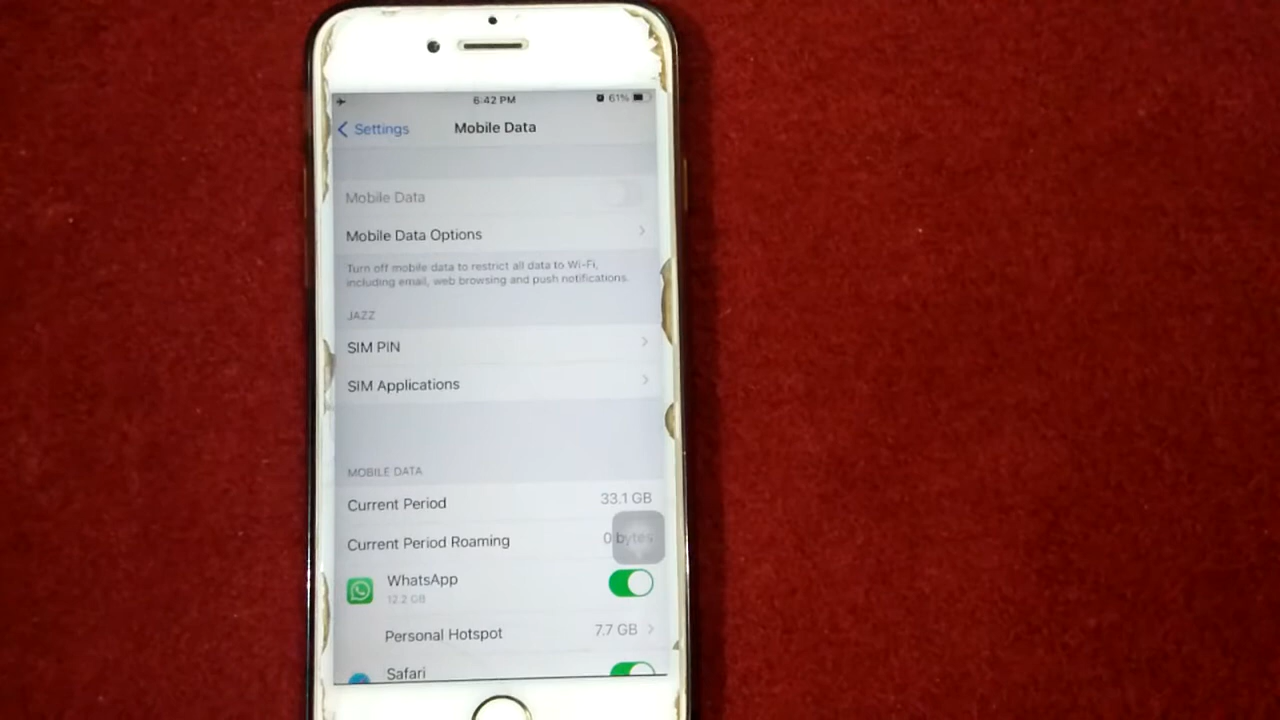 6:42 PM
61%
Settings
Mobile Data
Mobile Data
Mobile Data Options
Turn off mobile data to restrict all data to Wi-Fi,
including email, web browsing and push notifications.
JAZZ
SIM PIN
SIM Applications
MOBILE DATA
Current Period
33.1 GB
Current Period Roaming
0 bytes
WhatsApp
12.2 GB
Personal Hotspot
7.7 GB
Safari